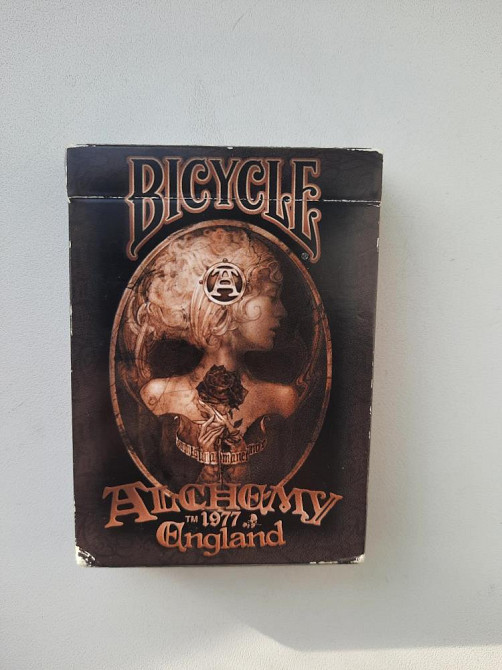 BICYCLE
®
A
ALCHEMY
™ 1977
England